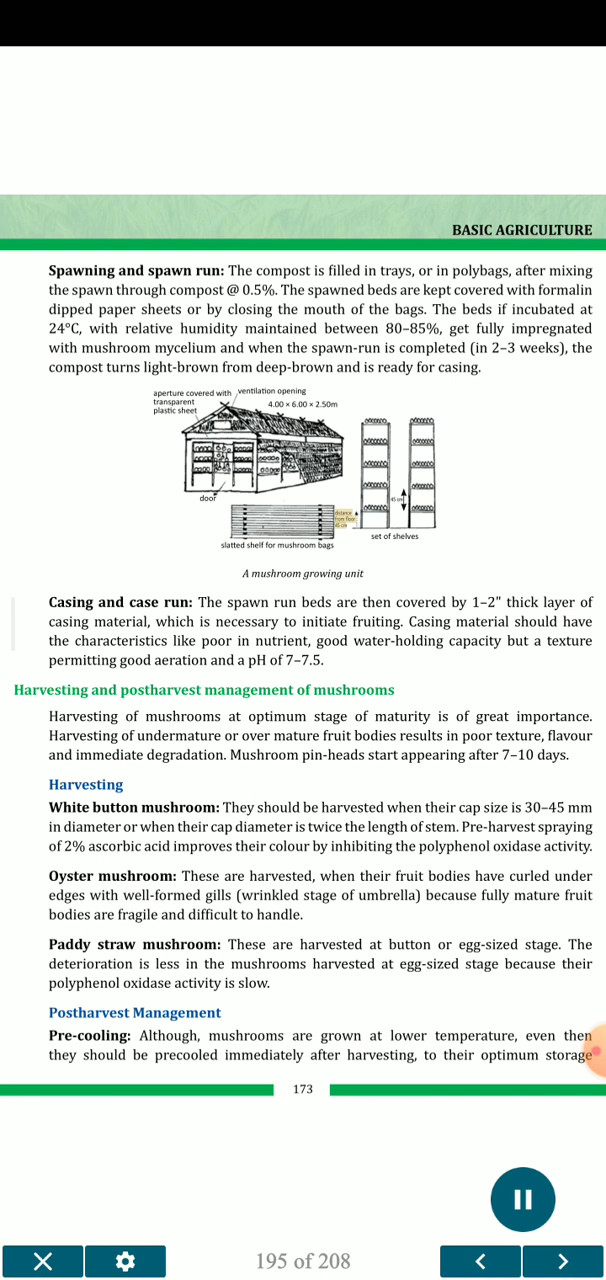 BASIC AGRICULTURE
Spawning and spawn run: The compost is filled in trays, or in polybags, after mixing
the spawn through compost @ 0.5%. The spawned beds are kept covered with formalin
dipped paper sheets or by closing the mouth of the bags. The beds if incubated at
24°C, with relative humidity maintained between 80–85%, get fully impregnated
with mushroom mycelium and when the spawn-run is completed (in 2–3 weeks), the
compost turns light-brown from deep-brown and is ready for casing.
aperture covered with
transparent
plastic sheet
ventilation opening
4.00 × 6.00 × 2.50m
door
distance
from floor
45 cm
45 cm
slatted shelf for mushroom bags
set of shelves
A mushroom growing unit
Casing and case run: The spawn run beds are then covered by 1–2" thick layer of
casing material, which is necessary to initiate fruiting. Casing material should have
the characteristics like poor in nutrient, good water-holding capacity but a texture
permitting good aeration and a pH of 7–7.5.
Harvesting and postharvest management of mushrooms
Harvesting of mushrooms at optimum stage of maturity is of great importance.
Harvesting of undermature or over mature fruit bodies results in poor texture, flavour
and immediate degradation. Mushroom pin-heads start appearing after 7–10 days.
Harvesting
White button mushroom: They should be harvested when their cap size is 30–45 mm
in diameter or when their cap diameter is twice the length of stem. Pre-harvest spraying
of 2% ascorbic acid improves their colour by inhibiting the polyphenol oxidase activity.
Oyster mushroom: These are harvested, when their fruit bodies have curled under
edges with well-formed gills (wrinkled stage of umbrella) because fully mature fruit
bodies are fragile and difficult to handle.
Paddy straw mushroom: These are harvested at button or egg-sized stage. The
deterioration is less in the mushrooms harvested at egg-sized stage because their
polyphenol oxidase activity is slow.
Postharvest Management
Pre-cooling: Although, mushrooms are grown at lower temperature, even then
they should be precooled immediately after harvesting, to their optimum storage
173
195 of 208